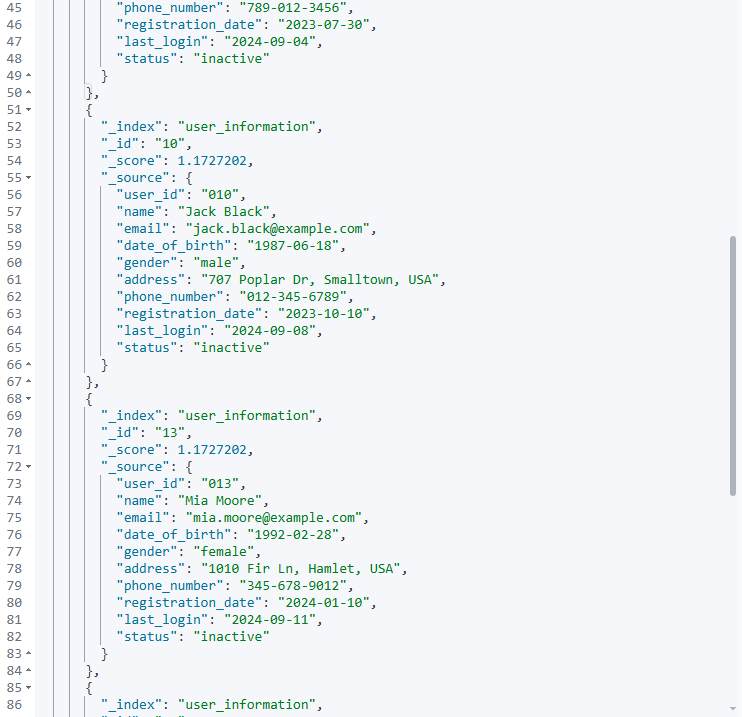 45 "phone_number": "789-012-3456",
46 "registration_date": "2023-07-30",
47 "last_login": "2024-09-04",
48 "status": "inactive"
49 }
50 },
51 {
52 "_index": "user_information",
53 "_id": "10",
54 "_score": 1.1727202,
55 "_source": {
56 "user_id": "010",
57 "name": "Jack Black",
58 "email": "jack.black@example.com",
59 "date_of_birth": "1987-06-18",
60 "gender": "male",
61 "address": "707 Poplar Dr, Smalltown, USA",
62 "phone_number": "012-345-6789",
63 "registration_date": "2023-10-10",
64 "last_login": "2024-09-08",
65 "status": "inactive"
66 }
67 },
68 {
69 "_index": "user_information",
70 "_id": "13",
71 "_score": 1.1727202,
72 "_source": {
73 "user_id": "013",
74 "name": "Mia Moore",
75 "email": "mia.moore@example.com",
76 "date_of_birth": "1992-02-28",
77 "gender": "female",
78 "address": "1010 Fir Ln, Hamlet, USA",
79 "phone_number": "345-678-9012",
80 "registration_date": "2024-01-10",
81 "last_login": "2024-09-11",
82 "status": "inactive"
83 }
84 },
85 {
86 "_index": "user_information",